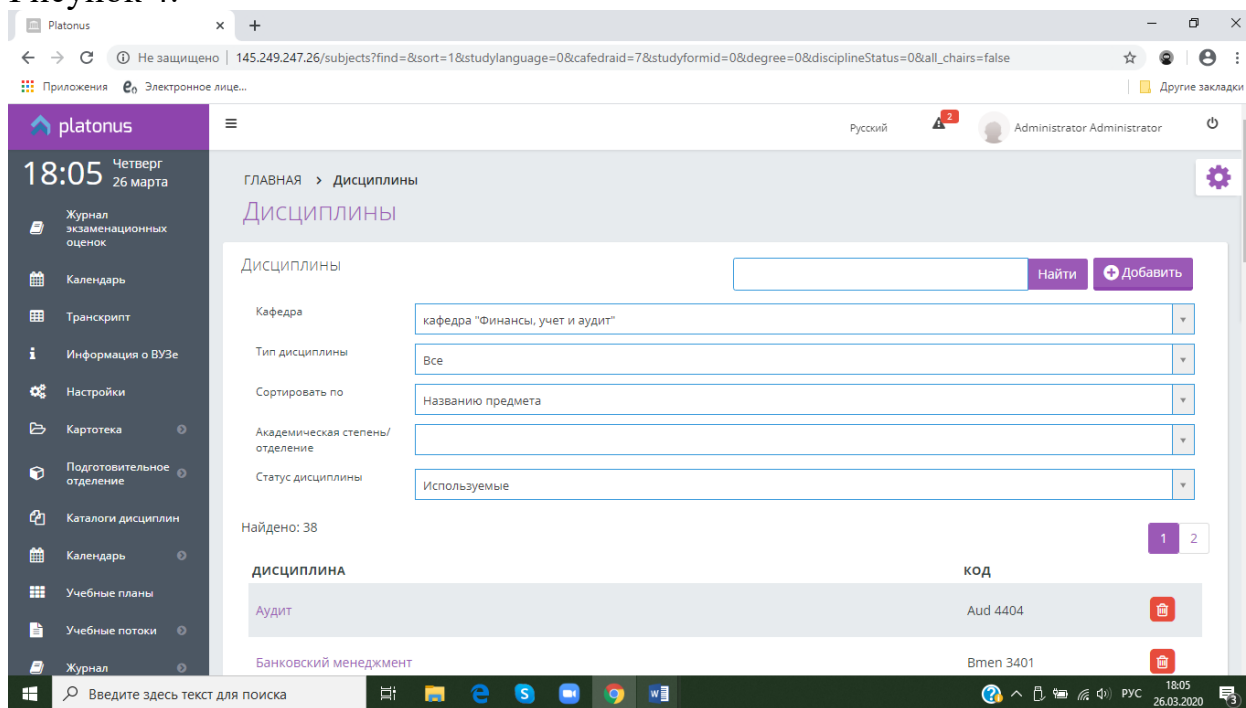 Рисунок 4.
Platonus
Не защищено | 145.249.247.26/subjects?find=&sort=1&studylanguage=0&cafedraid=7&studyformid=0&degree=0&disciplineStatus=0&all_chairs=false
Приложения Электронное лице...
Другие закладки
platonus
Русский
2
Administrator Administrator
18:05 Четверг
26 марта
ГЛАВНАЯ > Дисциплины
Дисциплины
Журнал
экзаменационных
оценок
Календарь
Транскрипт
Информация о ВУЗе
Настройки
Картотека
Подготовительное
отделение
Каталоги дисциплин
Календарь
Учебные планы
Учебные потоки
Журнал
Дисциплины
Найти
Добавить
Кафедра
кафедра "Финансы, учет и аудит"
Тип дисциплины
Все
Сортировать по
Названию предмета
Академическая степень/
отделение
Статус дисциплины
Используемые
Найдено: 38
1 2
ДИСЦИПЛИНА КОД
Аудит Aud 4404
Банковский менеджмент Bmen 3401
Введите здесь текст для поиска
РУС
18:05
26.03.2020
3